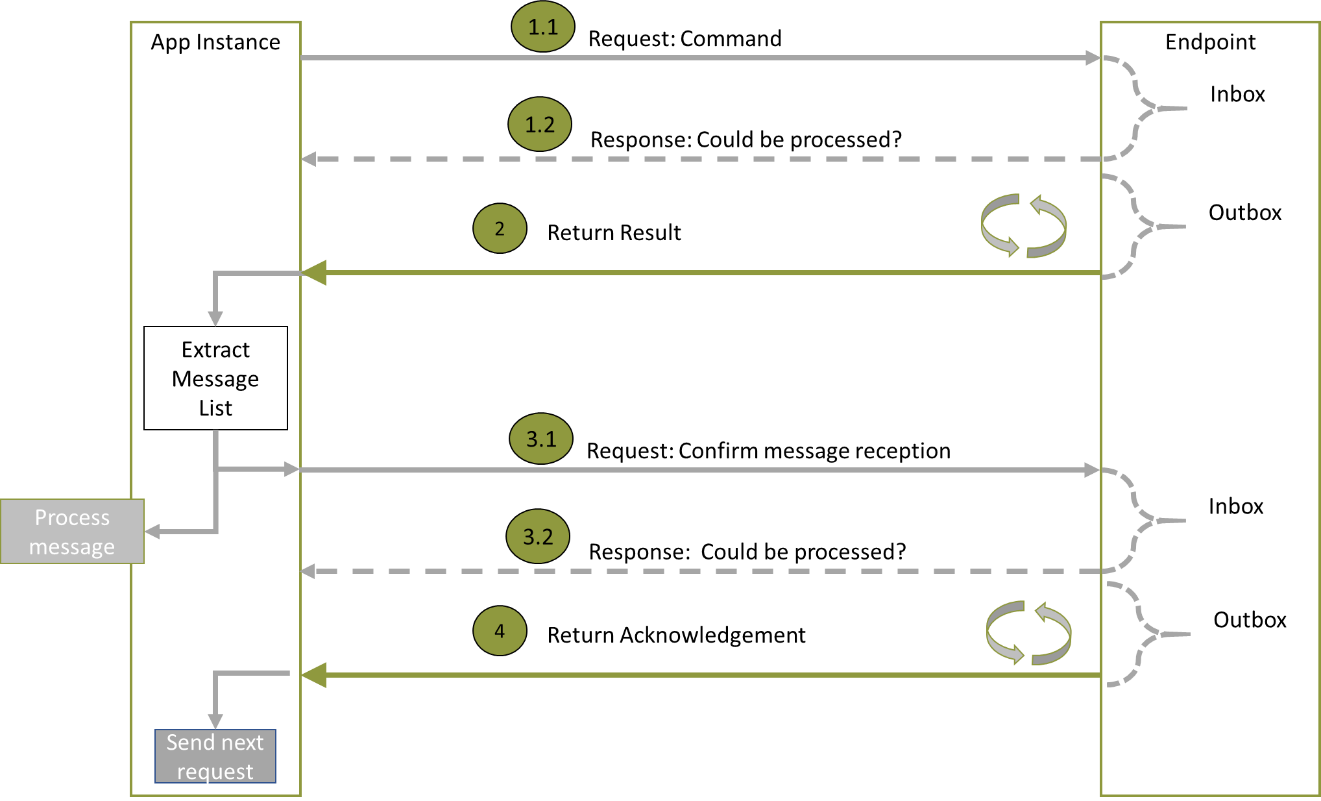 App Instance
1.1
Request: Command
Endpoint
Inbox
1.2
Response: Could be processed?
Outbox
2
Return Result
Extract
Message
List
3.1
Request: Confirm message reception
Process
message
Inbox
3.2
Response:  Could be processed?
4
Return Acknowledgement
Outbox
Send next
request